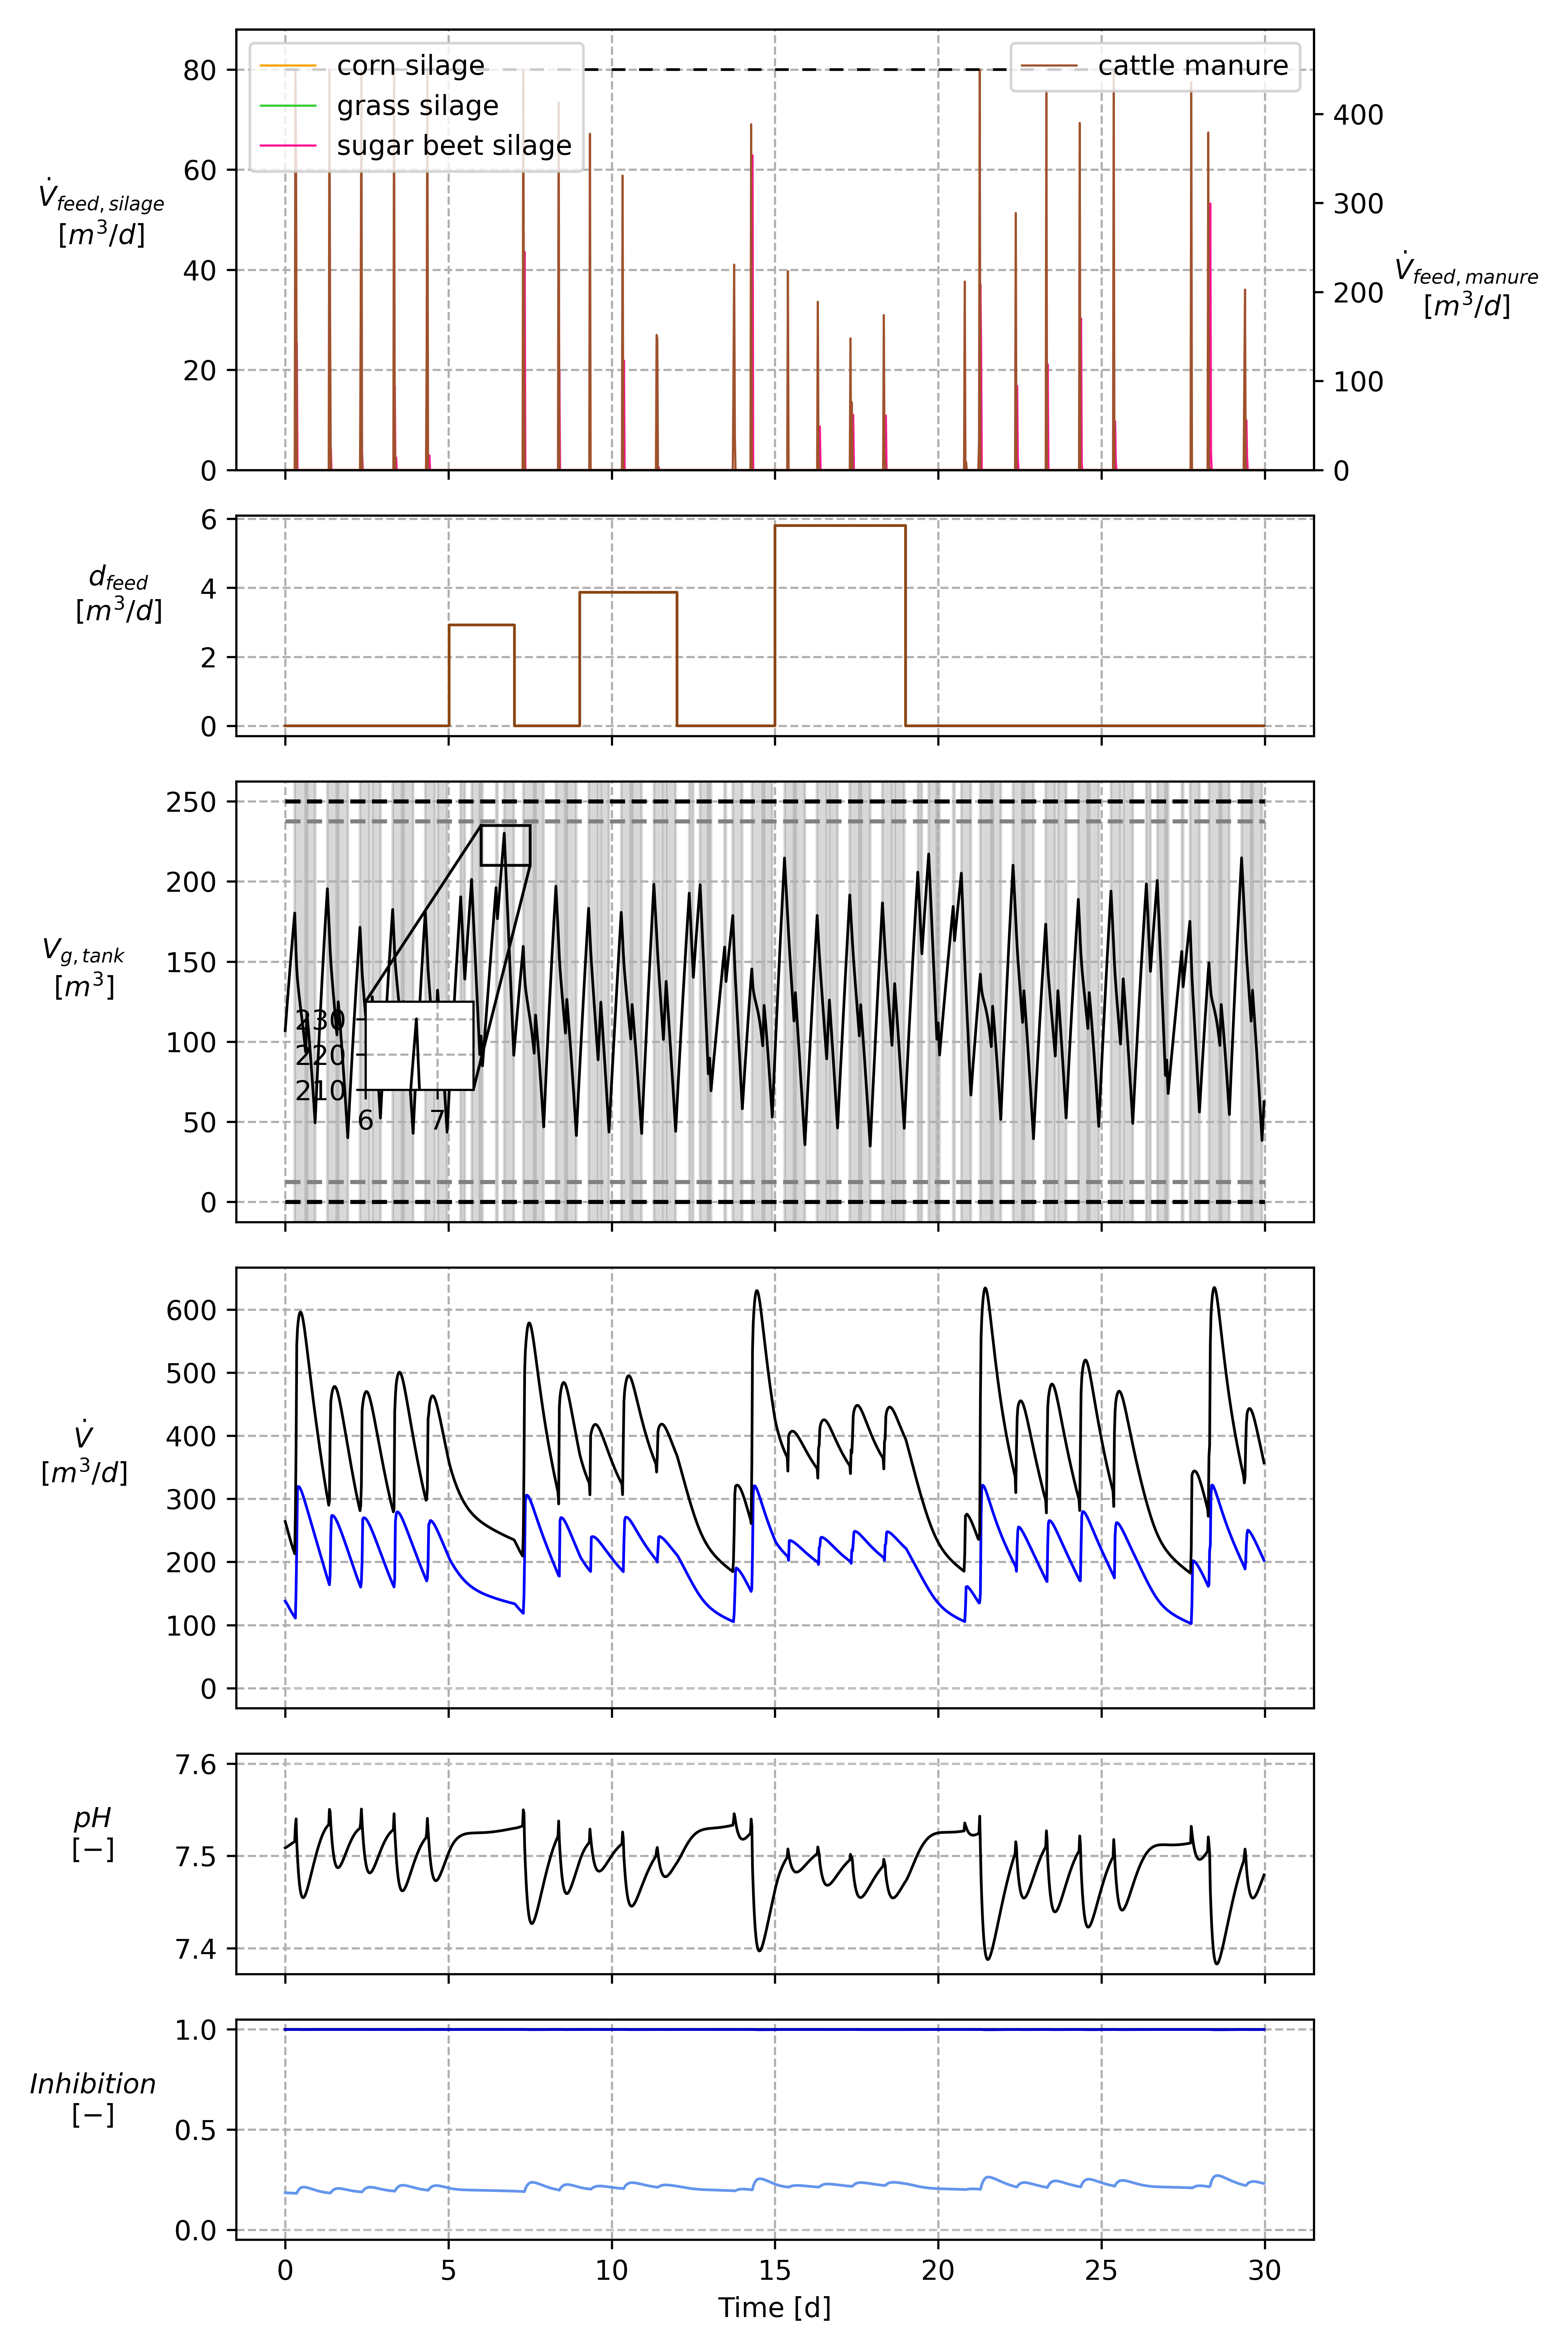 corn silage
grass silage
sugar beet silage
cattle manure
80
60
40
20
0
V̇feed, silage
[m³/d]
400
300
200
100
0
V̇feed, manure
[m³/d]
6
4
2
0
dfeed
[m³/d]
250
200
150
100
50
0
Vg, tank
[m³]
230
220
210
6 7
600
500
400
300
200
100
0
V̇
[m³/d]
7.6
7.5
7.4
pH
[−]
1.0
0.5
0.0
Inhibition
[−]
0 5 10 15 20 25 30
Time [d]